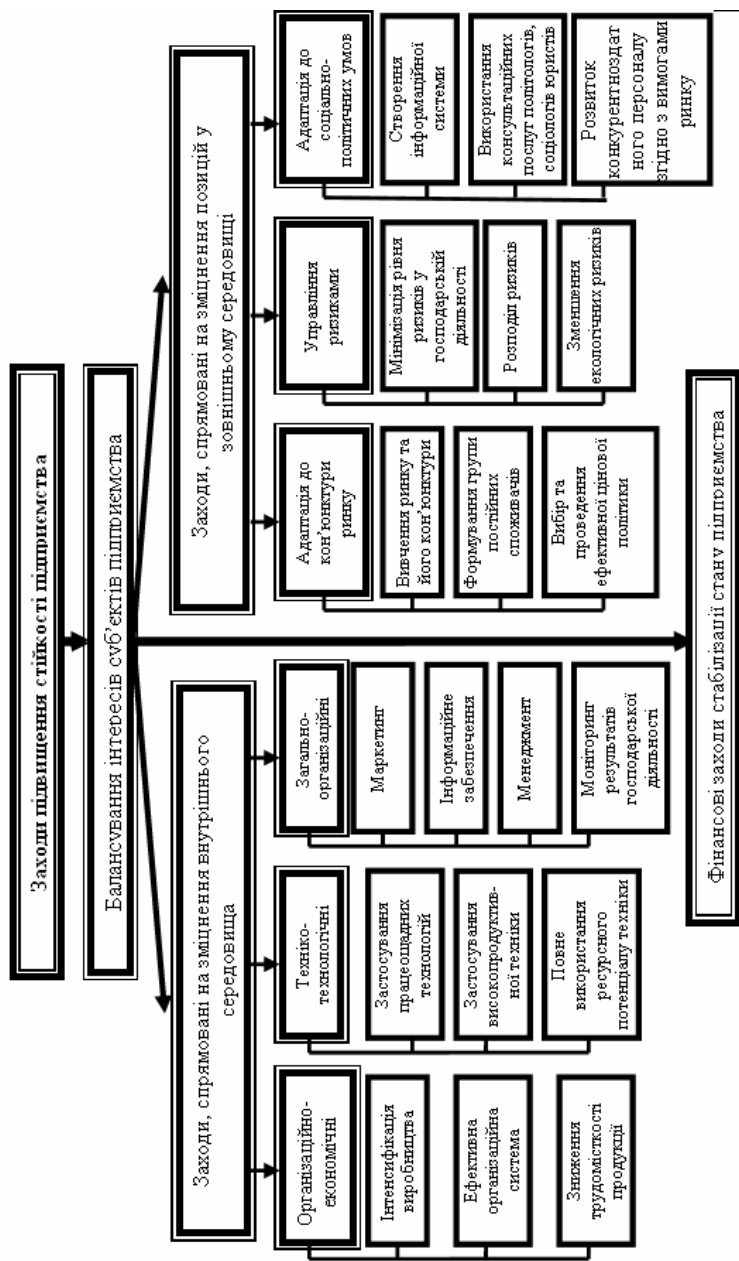 Заходи підвищення стійкості підприємства
Балансування інтересів суб’єктів підприємства
Заходи, спрямовані на зміцнення внутрішнього
середовища
Організаційно-
економічні
Інтенсифікація
виробництва
Ефективна
організаційна
система
Зниження
трудомісткості
продукції
Техніко-
технологічні
Застосування
працеощадних
технологій
Застосування
високопродуктив-
ної техніки
Повне
використання
ресурсного
потенціалу техніки
Загально-
організаційні
Маркетинг
Інформаційне
забезпечення
Менеджмент
Моніторинг
результатів
господарської
діяльності
Заходи, спрямовані на зміцнення позицій у
зовнішньому середовищі
Адаптація до
кон’юнктури
ринку
Вивчення ринку та
його кон’юнктури
Формування групи
постійних
споживачів
Вибір та
проведення
ефективної цінової
політики
Управління
ризиками
Мінімізація рівня
ризиків у
господарській
діяльності
Розподіл ризиків
Зменшення
екологічних ризиків
Адаптація до
соціально-
політичних умов
Створення
інформаційної
системи
Використання
консультаційних
послуг політологів,
соціологів юристів
Розвиток
конкурентноздат
ного персоналу
згідно з вимогами
ринку
Фінансові заходи стабілізації стану підприємства